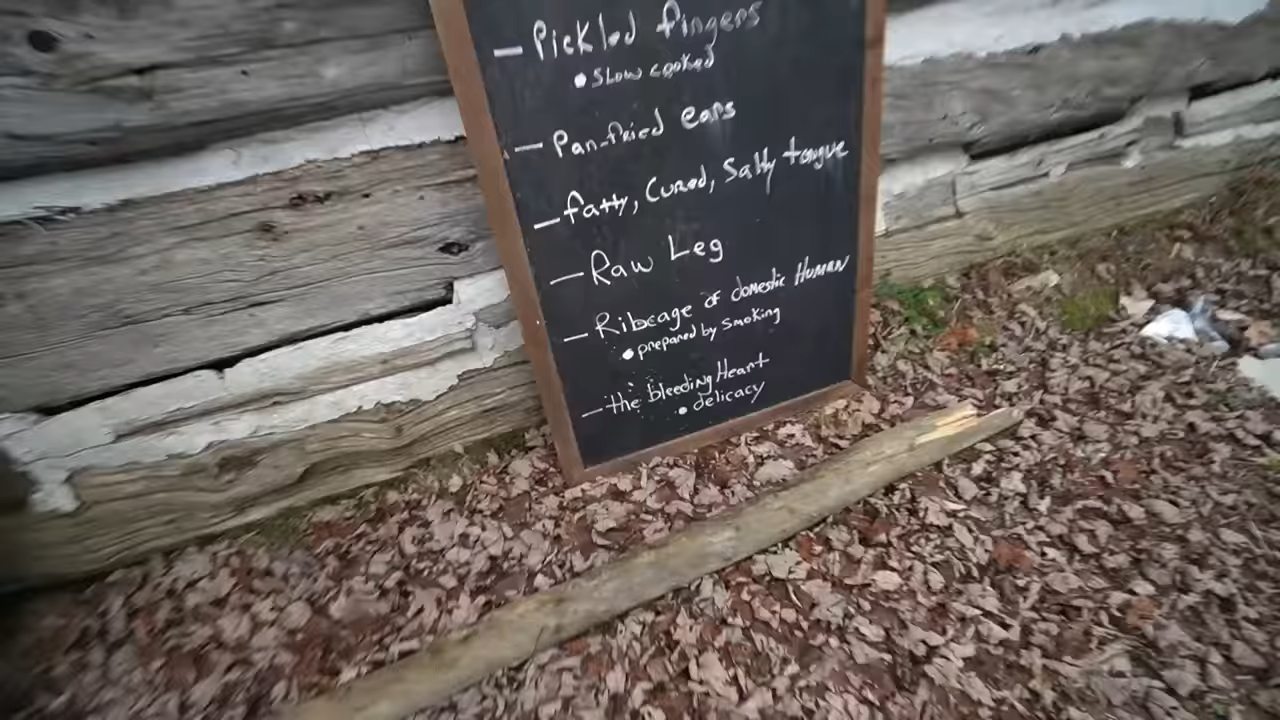 — Pickled fingers
• Slow cooked
— Pan-fried ears
— fatty, Cured, Salty tongue
— Raw Leg
— Ribcage of domestic HUMAN
• prepared by Smoking
— the bleeding Heart
• delicacy